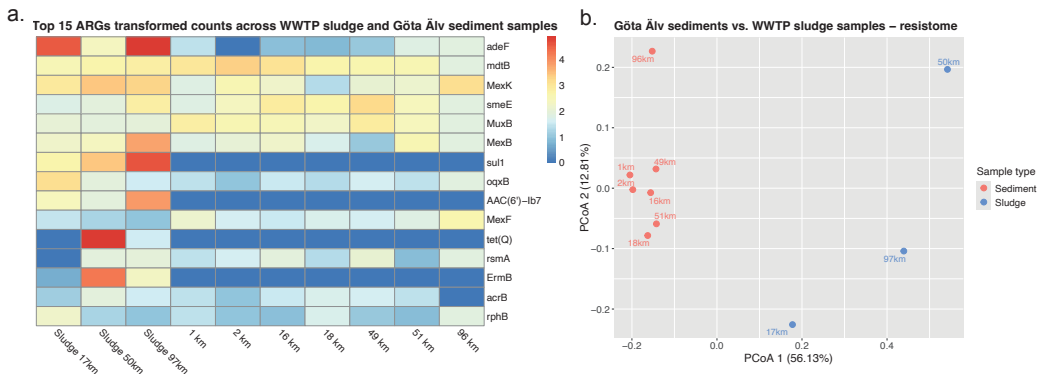 a.
Top 15 ARGs transformed counts across WWTP sludge and Göta Älv sediment samples
adeF
mdtB
MexK
smeE
MuxB
MexB
sul1
oqxB
AAC(6')−Ib7
MexF
tet(Q)
rsmA
ErmB
acrB
rphB
4
3
2
1
0
Sludge 17km
Sludge 50km
Sludge 97km
1 km
2 km
16 km
18 km
49 km
51 km
96 km
b.
Göta Älv sediments vs. WWTP sludge samples − resistome
96km
50km
1km
49km
2km
16km
51km
18km
97km
17km
0.2
0.1
0.0
−0.1
−0.2
PCoA 2 (12.81%)
−0.2
0.0
0.2
0.4
PCoA 1 (56.13%)
Sample type
Sediment
Sludge